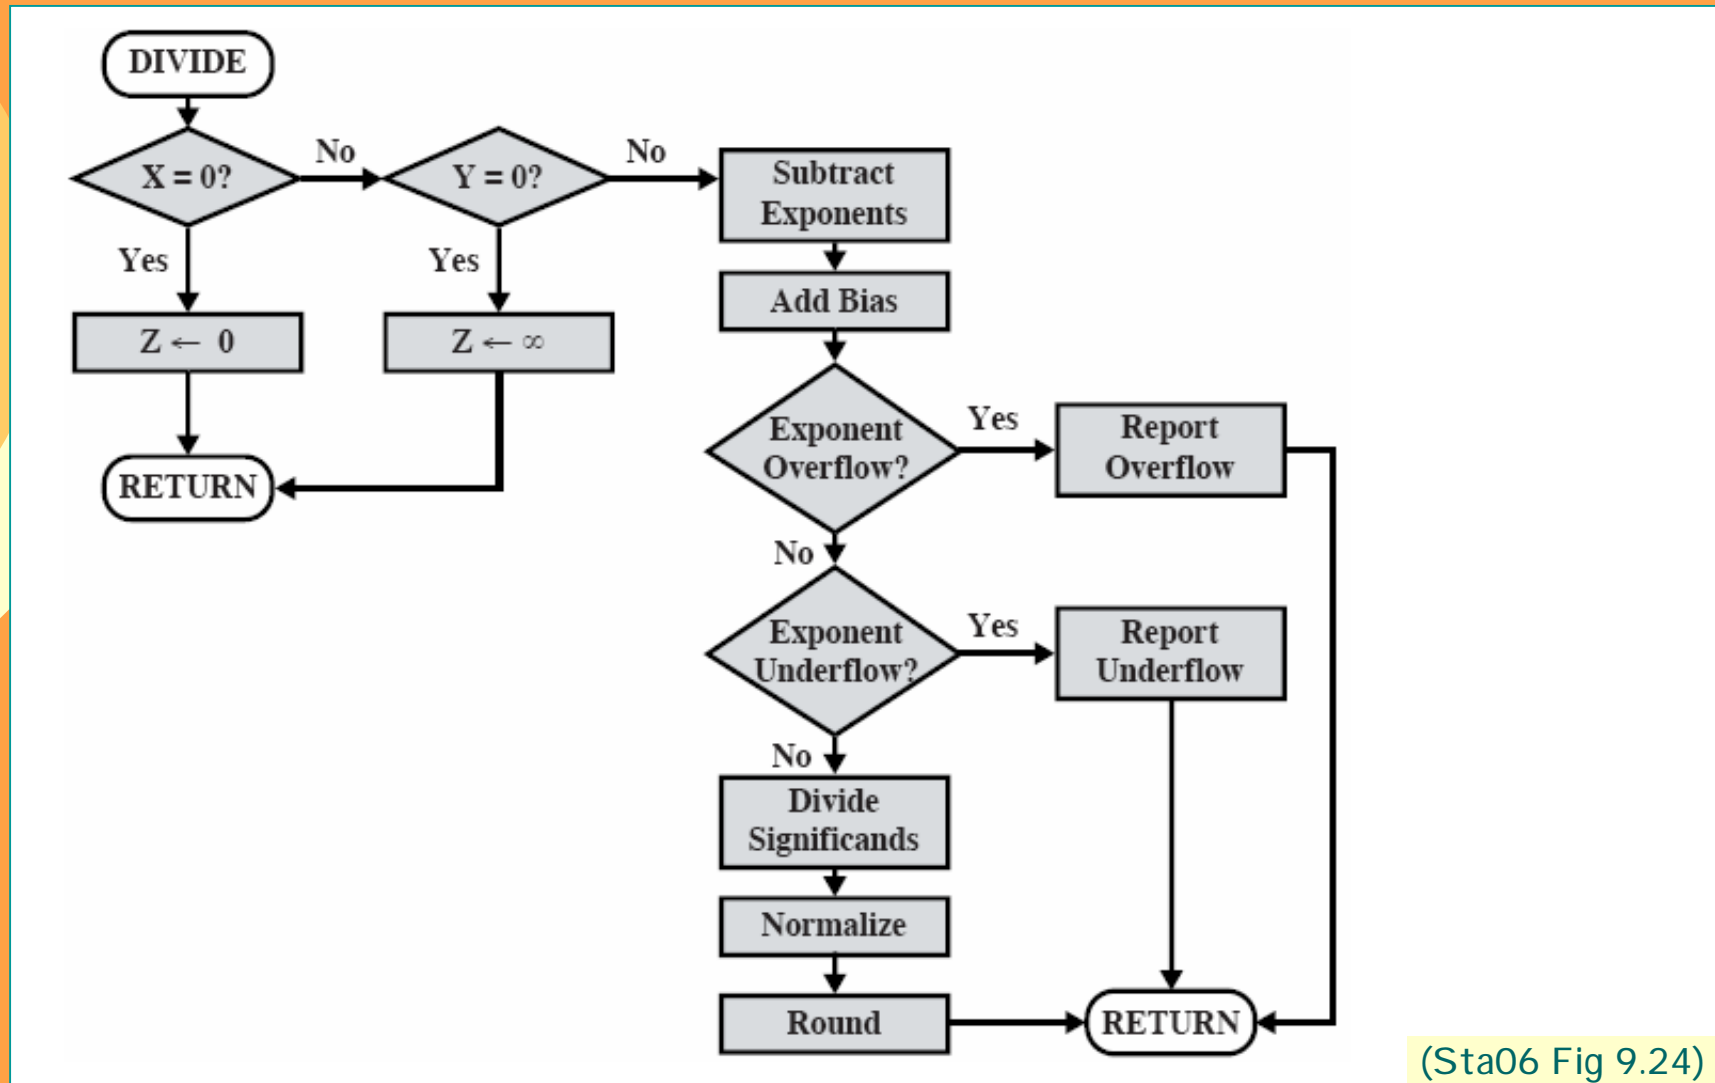 DIVIDE
X = 0?
No
Y = 0?
No
Subtract
Exponents
Yes
Yes
Add Bias
Z ← 0
Z ← ∞
RETURN
Exponent
Overflow?
Yes
Report
Overflow
No
Exponent
Underflow?
Yes
Report
Underflow
No
Divide
Significands
Normalize
Round
RETURN
(Sta06 Fig 9.24)